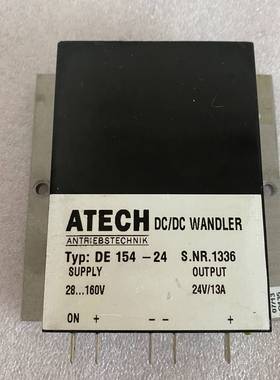 ATECH DC/DC WANDLER
ANTRIEBSTECHNIK
Typ: DE 154 -24 S.NR.1336
SUPPLY OUTPUT
28...160V 24V/13A
ON + - - +